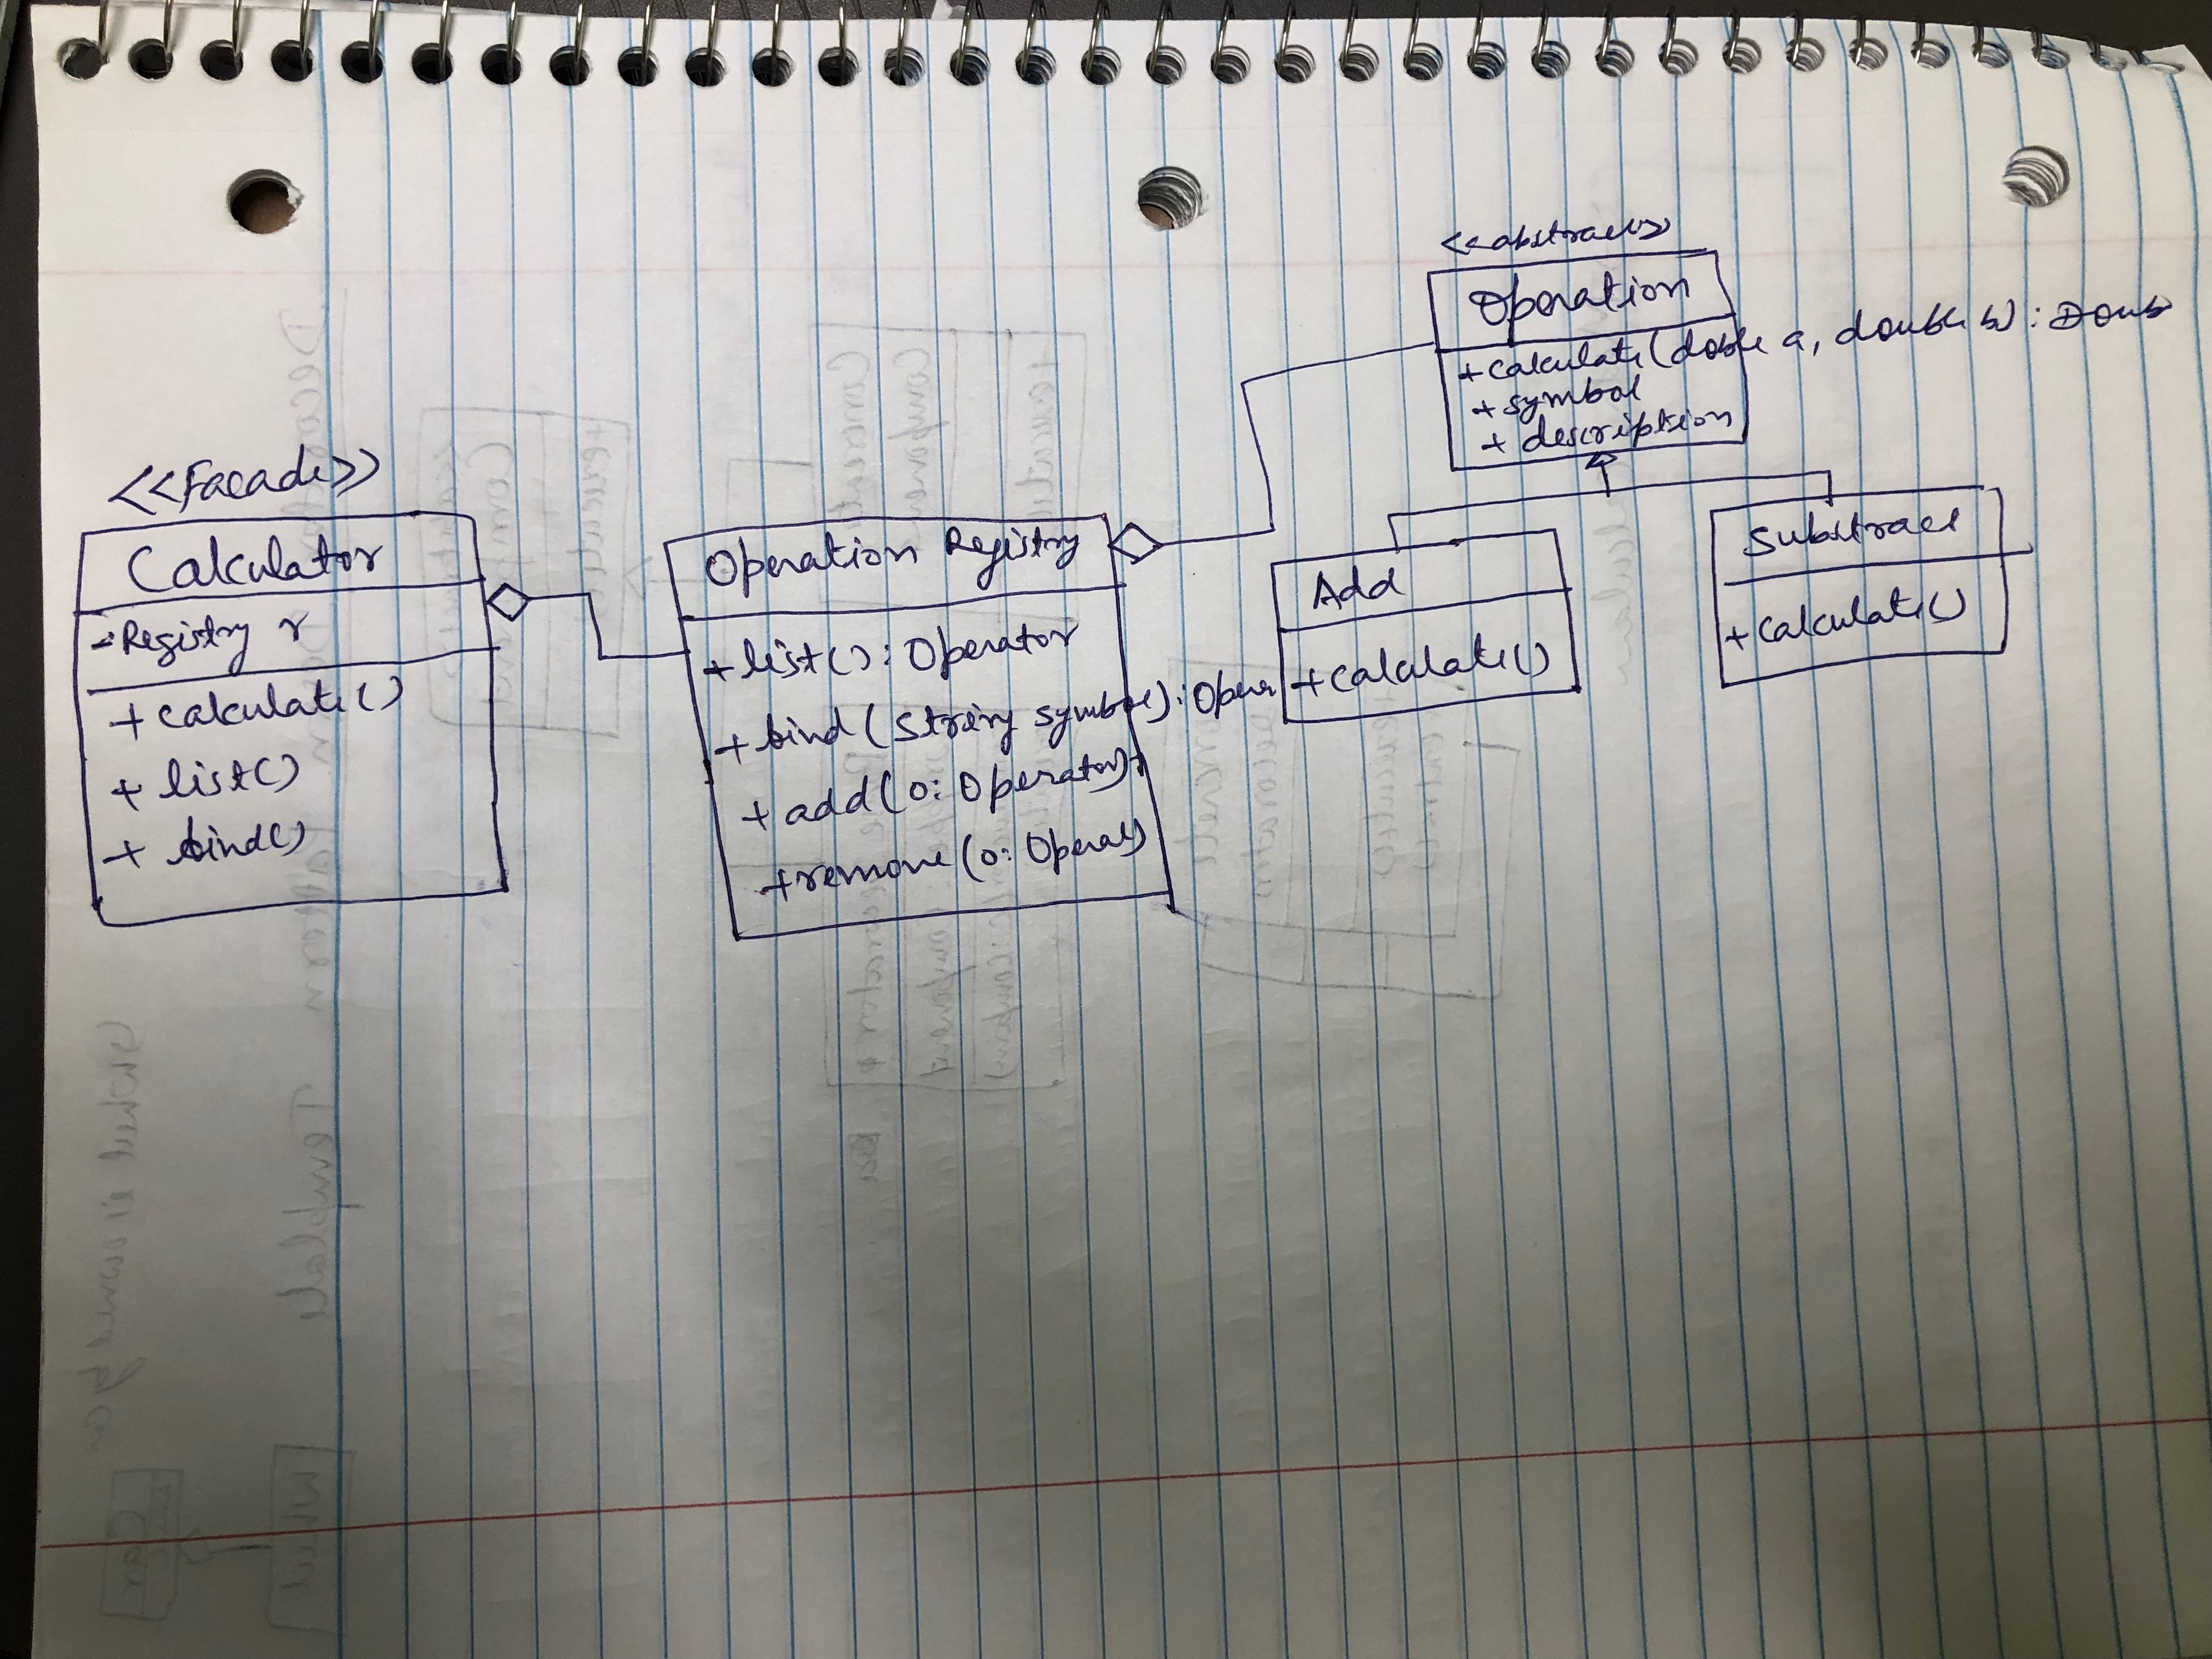 <<Facade>>
Calculator
-Registry r
+ calculate()
+ list()
+ bind()
Operation Registry
+ list(): Operator
+ bind(String symbol): Oper
+ add(o: Operator)
+ remove(o: Operat)
<<abstract>>
Operation
+ calculate(doble a, double b): Doub
+ symbol
+ description
Add
+ calculate()
Substract
+ calculate()